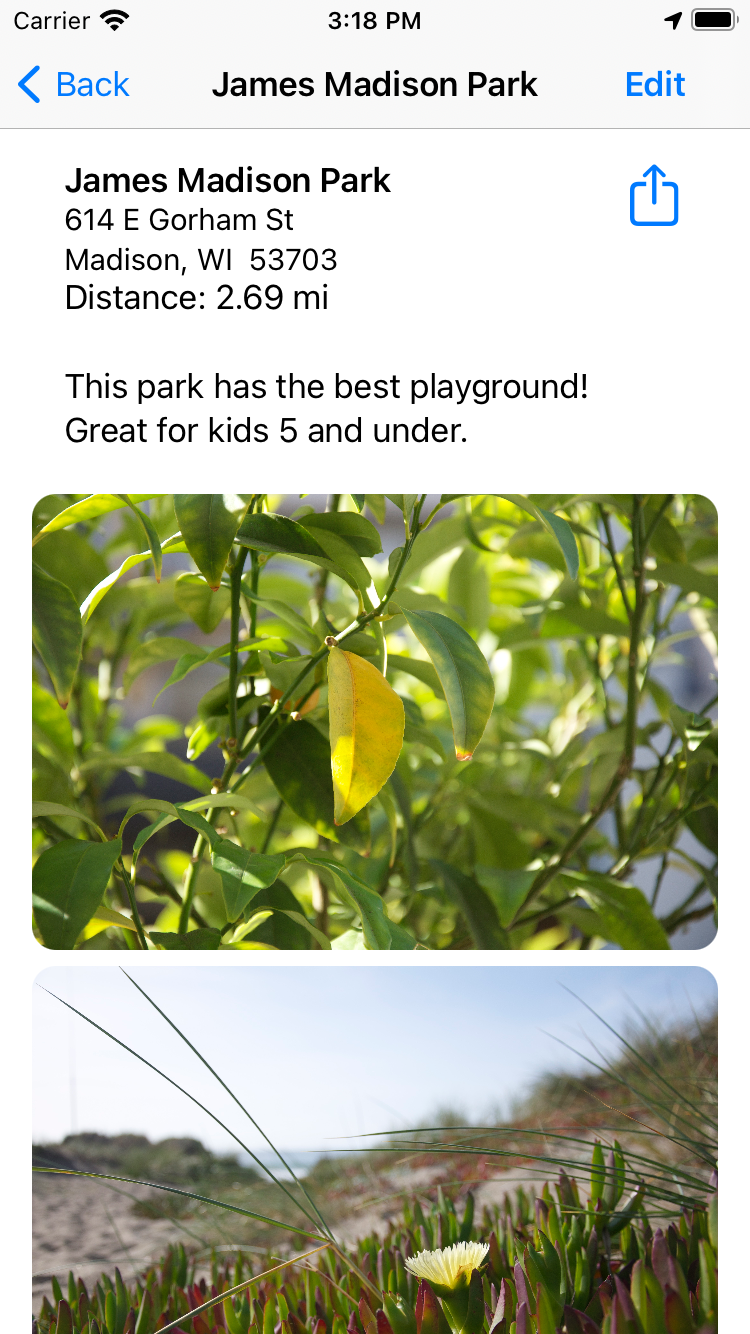 Carrier 3:18 PM
Back James Madison Park Edit
James Madison Park
614 E Gorham St
Madison, WI  53703
Distance: 2.69 mi
This park has the best playground!
Great for kids 5 and under.